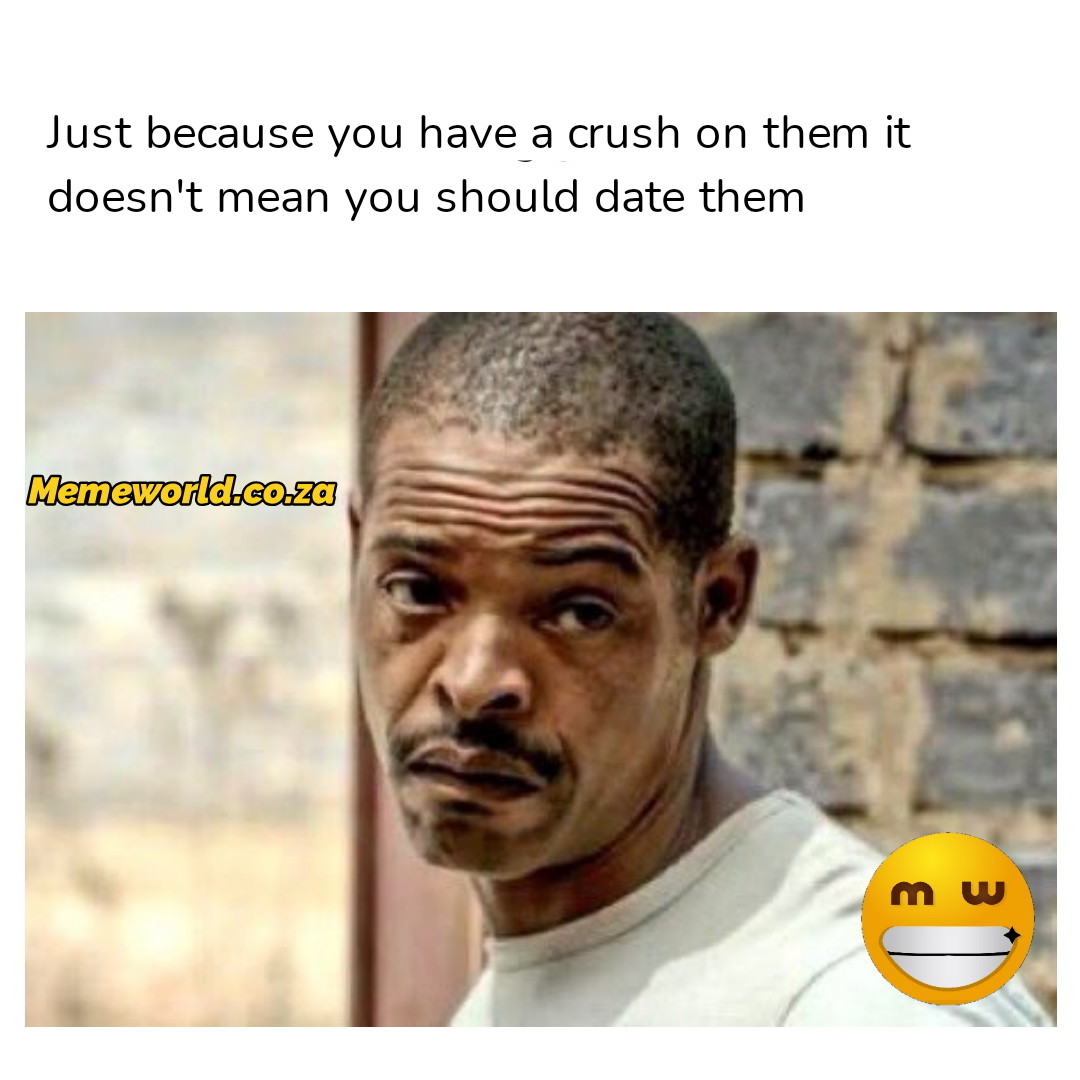 Just because you have a crush on them it
doesn't mean you should date them
Memeworld.co.za
m w